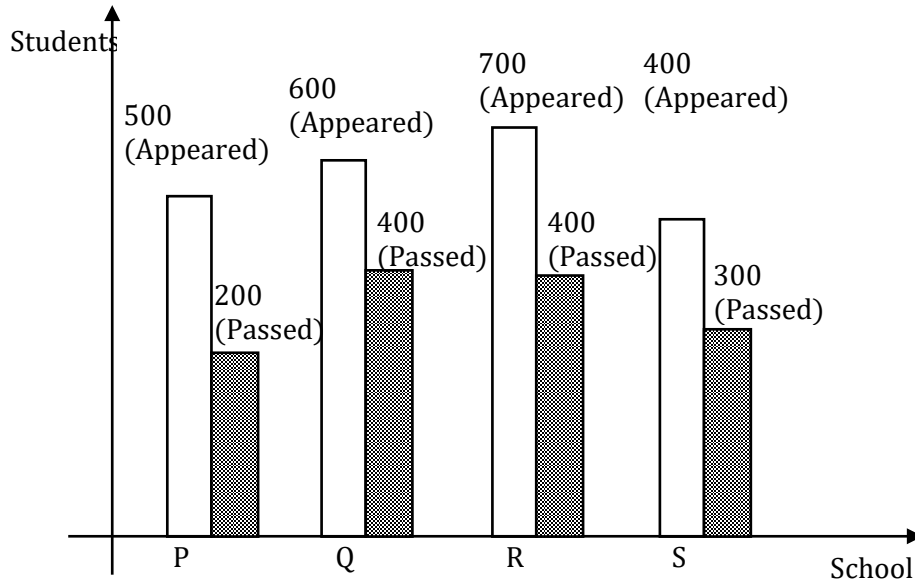 Students
500
(Appeared)
600
(Appeared)
700
(Appeared)
400
(Appeared)
200
(Passed)
400
(Passed)
400
(Passed)
300
(Passed)
P
Q
R
S
School